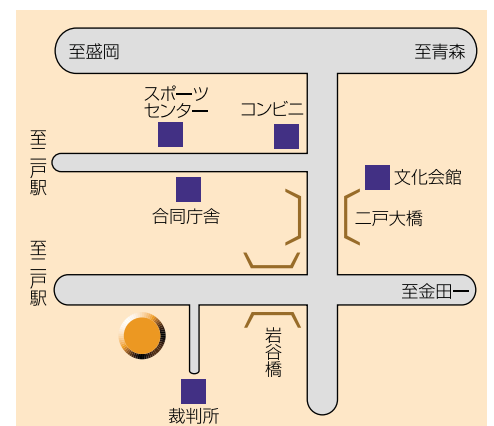 至盛岡
至青森
スポーツ
センター
コンビニ
至二戸駅
文化会館
合同庁舎
二戸大橋
至二戸駅
至金田一
岩谷橋
裁判所